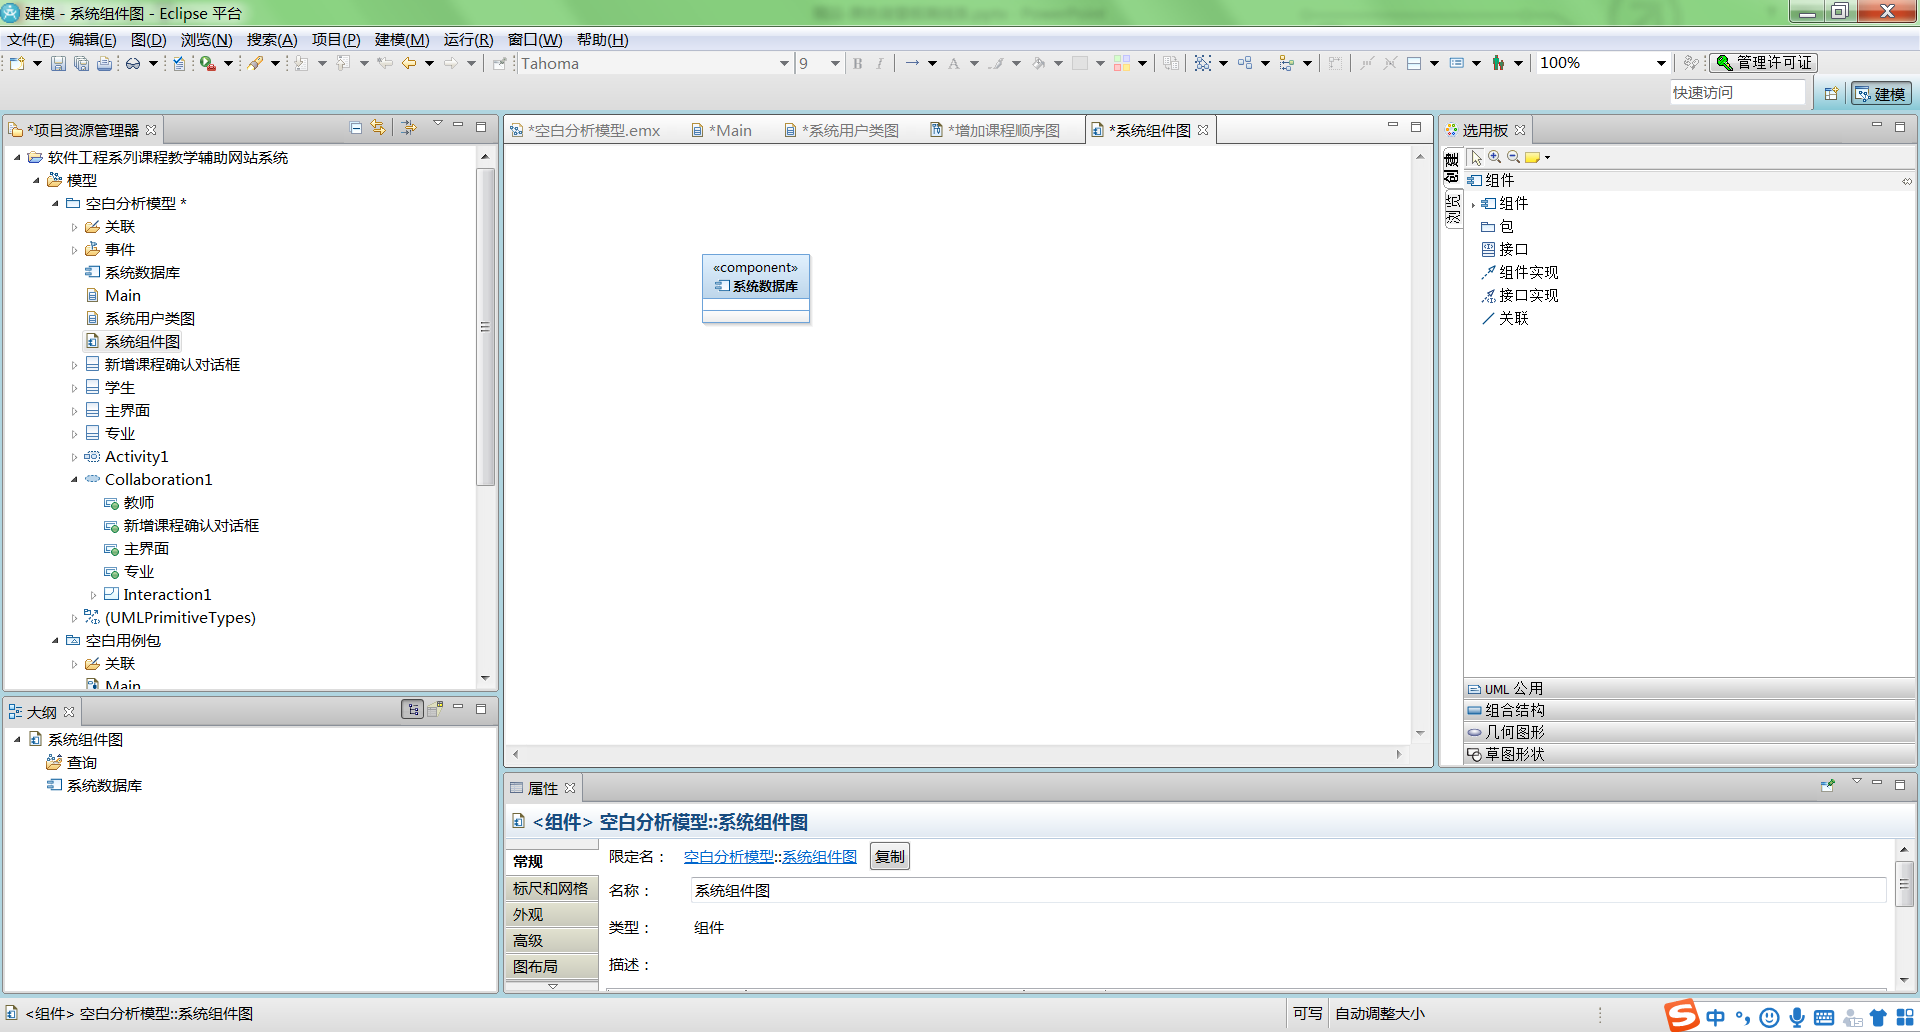 建模 - 系统组件图 - Eclipse 平台
文件(F) 编辑(E) 图(D) 浏览(N) 搜索(A) 项目(P) 建模(M) 运行(R) 窗口(W) 帮助(H)
Tahoma 9 B I A 100% 管理许可证
快速访问 建模
*项目资源管理器
软件工程系列课程教学辅助网站系统
模型
空白分析模型 *
关联
事件
系统数据库
Main
系统用户类图
系统组件图
新增课程确认对话框
学生
主界面
专业
Activity1
Collaboration1
教师
新增课程确认对话框
主界面
专业
Interaction1
(UMLPrimitiveTypes)
空白用例包
关联
Main
大纲
系统组件图
查询
系统数据库
*空白分析模型.emx *Main *系统用户类图 *增加课程顺序图 *系统组件图
«component»
系统数据库
选用板
创建
浏览
组件
组件
包
接口
组件实现
接口实现
关联
UML 公用
组合结构
几何图形
草图形状
属性
<组件> 空白分析模型::系统组件图
常规
标尺和网格
外观
高级
图布局
限定名： 空白分析模型::系统组件图 复制
名称： 系统组件图
类型： 组件
描述：
<组件> 空白分析模型::系统组件图 可写 自动调整大小
S 中